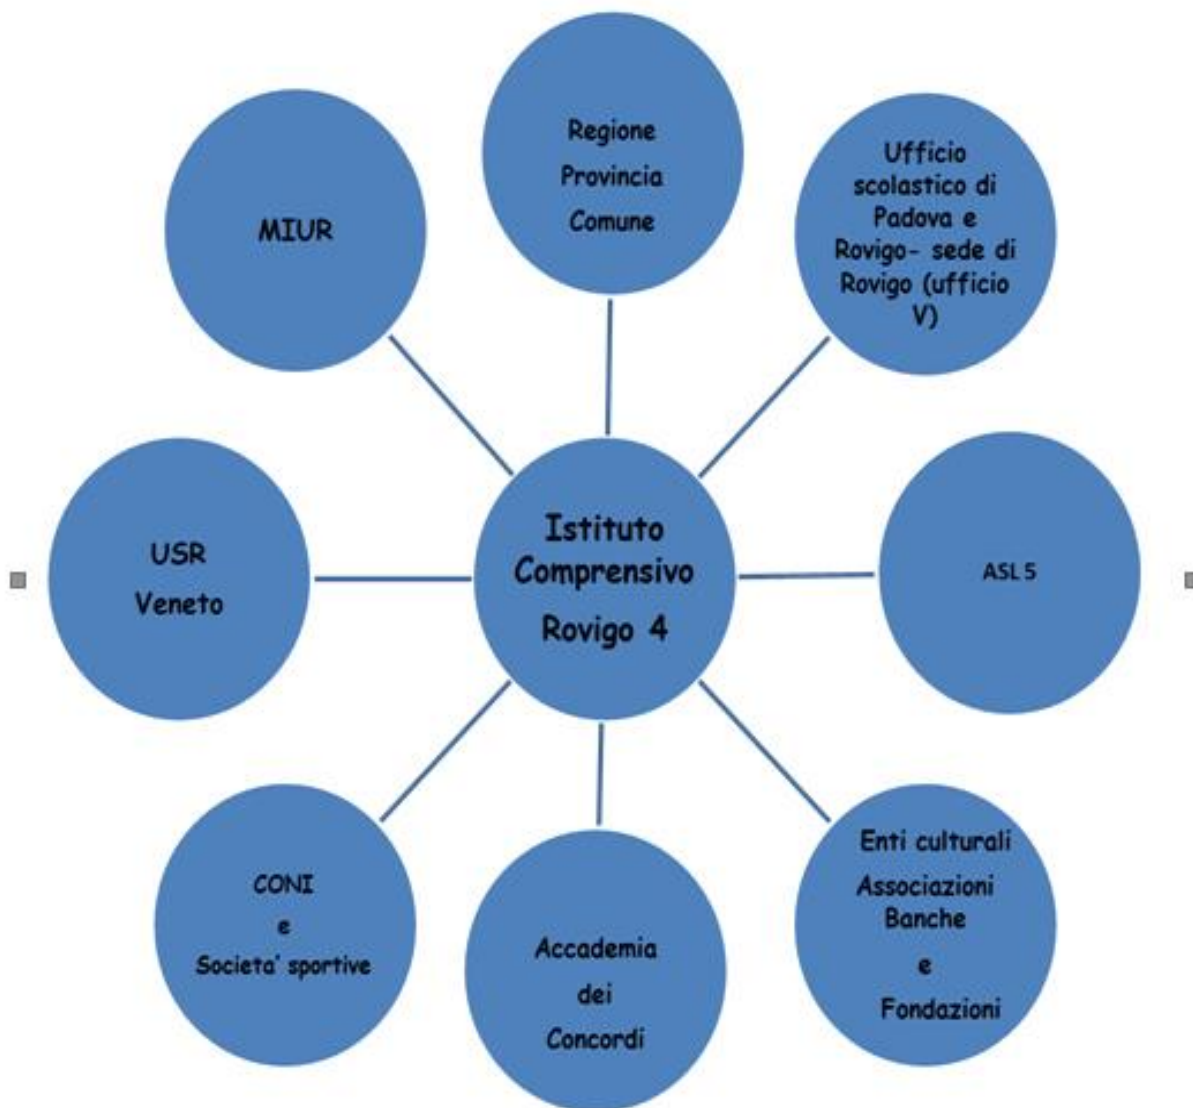 Regione
Provincia
Comune
Ufficio
scolastico di
Padova e
Rovigo- sede di
Rovigo (ufficio
V)
MIUR
Istituto
Comprensivo
Rovigo 4
USR
Veneto
ASL 5
CONI
e
Societa' sportive
Accademia
dei
Concordi
Enti culturali
Associazioni
Banche
e
Fondazioni